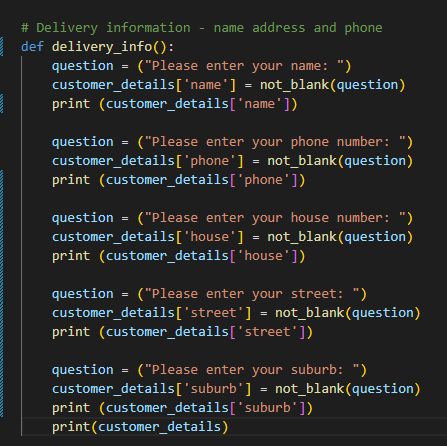 # Delivery information - name address and phone
def delivery_info():
    question = ("Please enter your name: ")
    customer_details['name'] = not_blank(question)
    print (customer_details['name'])

    question = ("Please enter your phone number: ")
    customer_details['phone'] = not_blank(question)
    print (customer_details['phone'])

    question = ("Please enter your house number: ")
    customer_details['house'] = not_blank(question)
    print (customer_details['house'])

    question = ("Please enter your street: ")
    customer_details['street'] = not_blank(question)
    print (customer_details['street'])

    question = ("Please enter your suburb: ")
    customer_details['suburb'] = not_blank(question)
    print (customer_details['suburb'])
    print(customer_details)